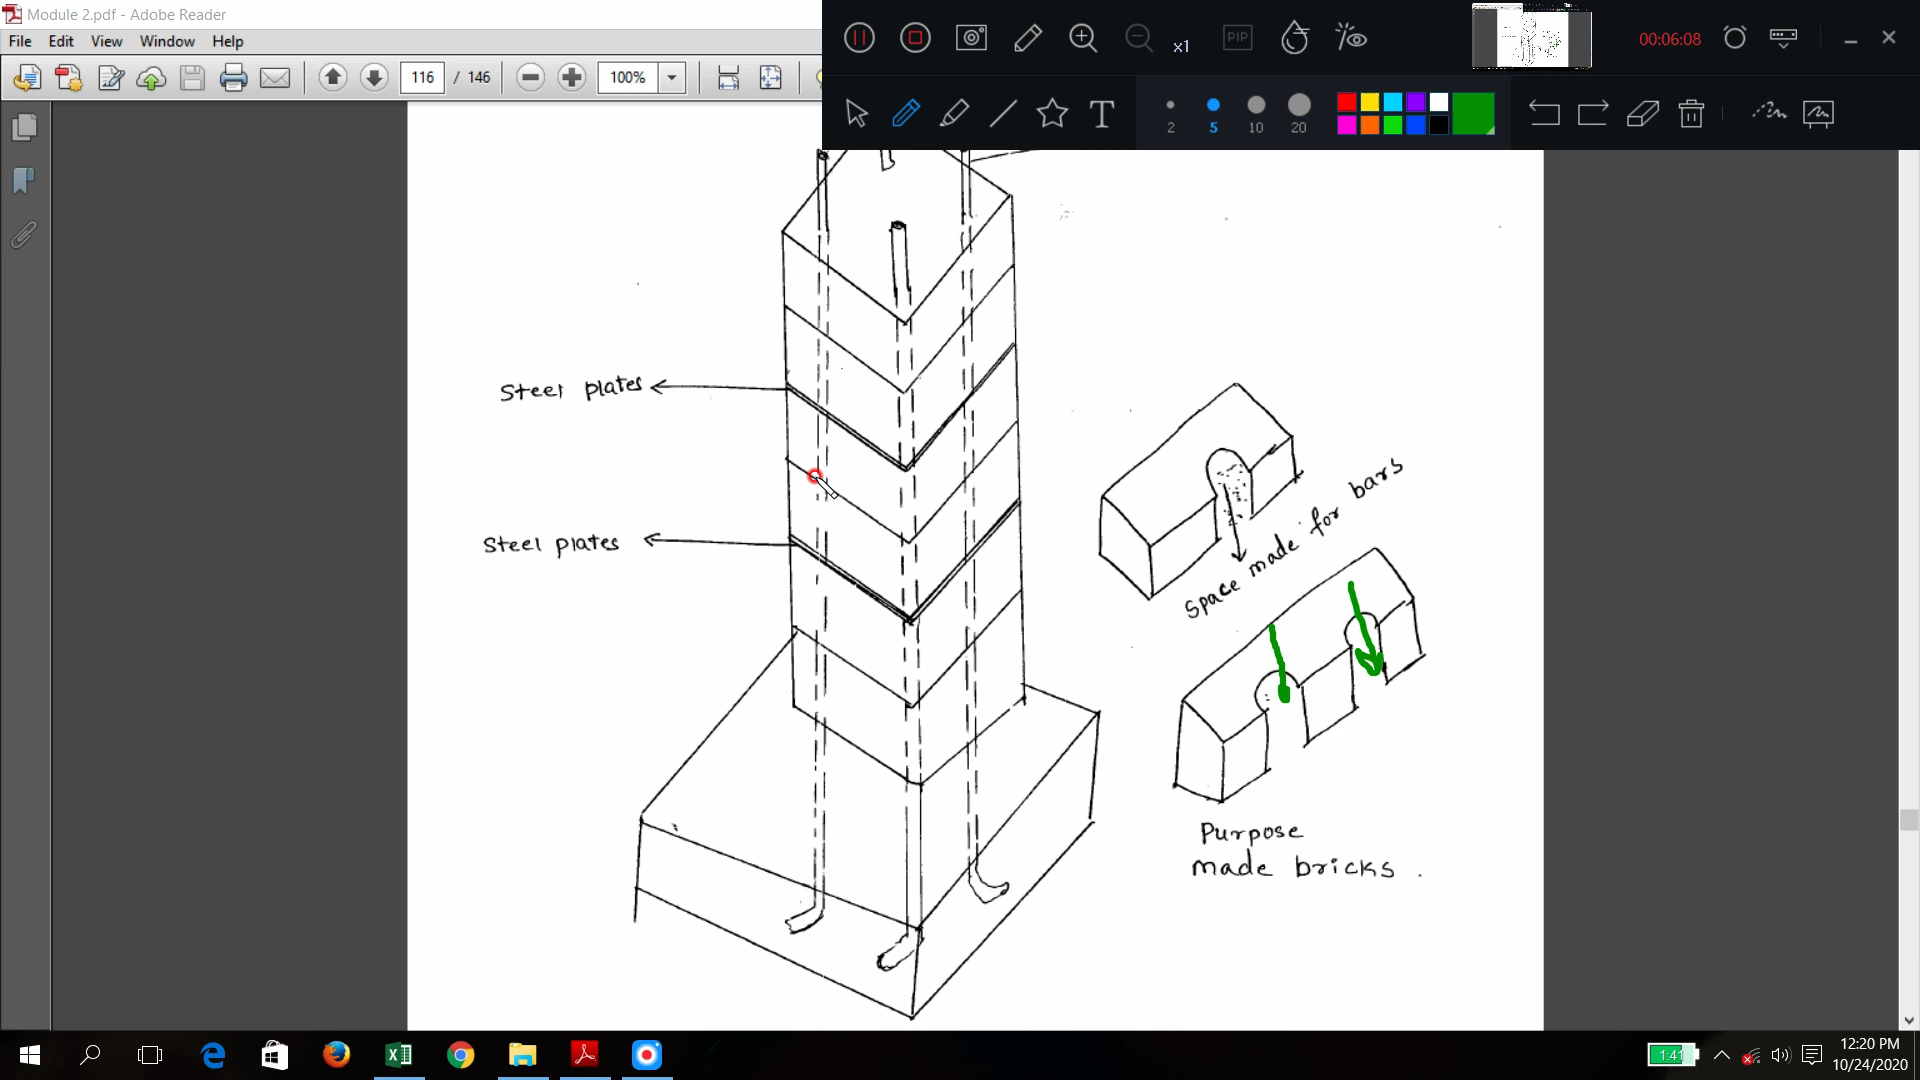 Module 2.pdf - Adobe Reader
File Edit View Window Help
116 / 146 100%
x1 PIP 00:06:08
2 5 10 20
Steel plates
Steel plates
Space made for bars
Purpose
made bricks .
1:41
12:20 PM
10/24/2020